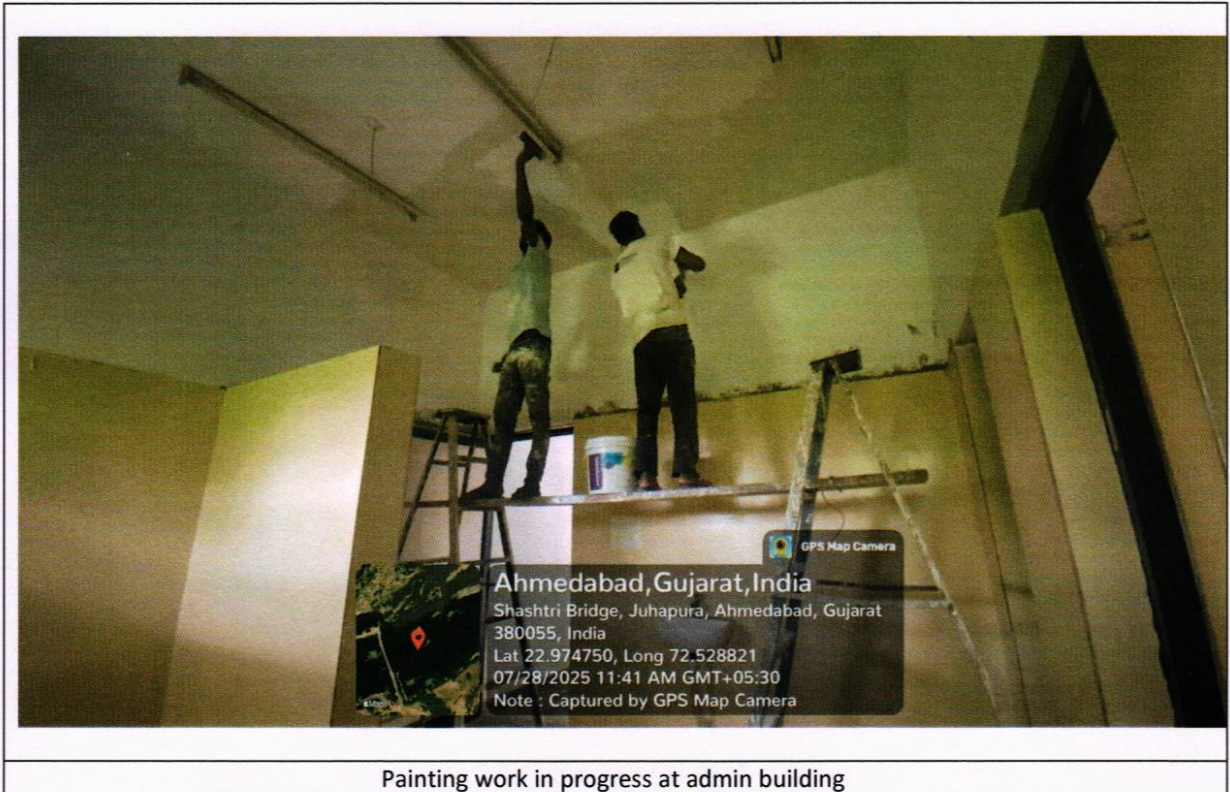 GPS Map Camera
Ahmedabad,Gujarat,India
Shashtri Bridge, Juhapura, Ahmedabad, Gujarat
380055, India
Lat 22.974750, Long 72.528821
07/28/2025 11:41 AM GMT+05:30
Note : Captured by GPS Map Camera
Painting work in progress at admin building